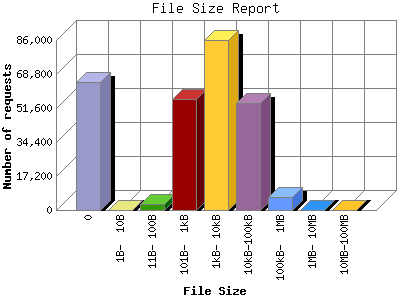 File Size Report
86,000
68,800
51,600
34,400
17,200
0
Number of requests
0
1B- 10B
11B- 100B
101B- 1kB
1kB- 10kB
10kB-100kB
100kB- 1MB
1MB- 10MB
10MB-100MB
File Size